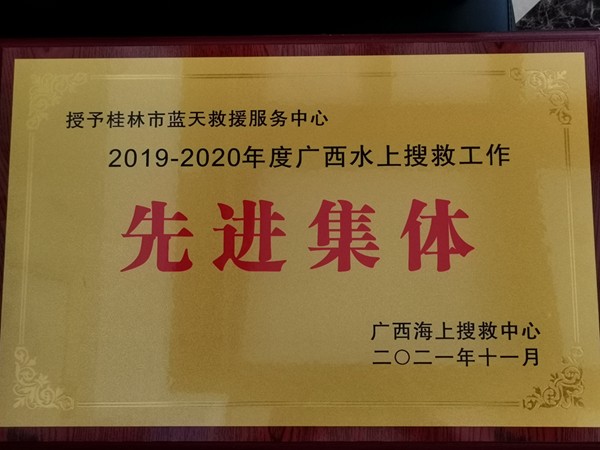 授予桂林市蓝天救援服务中心
2019-2020年度广西水上搜救工作
先进集体
广西海上搜救中心
二〇二一年十一月